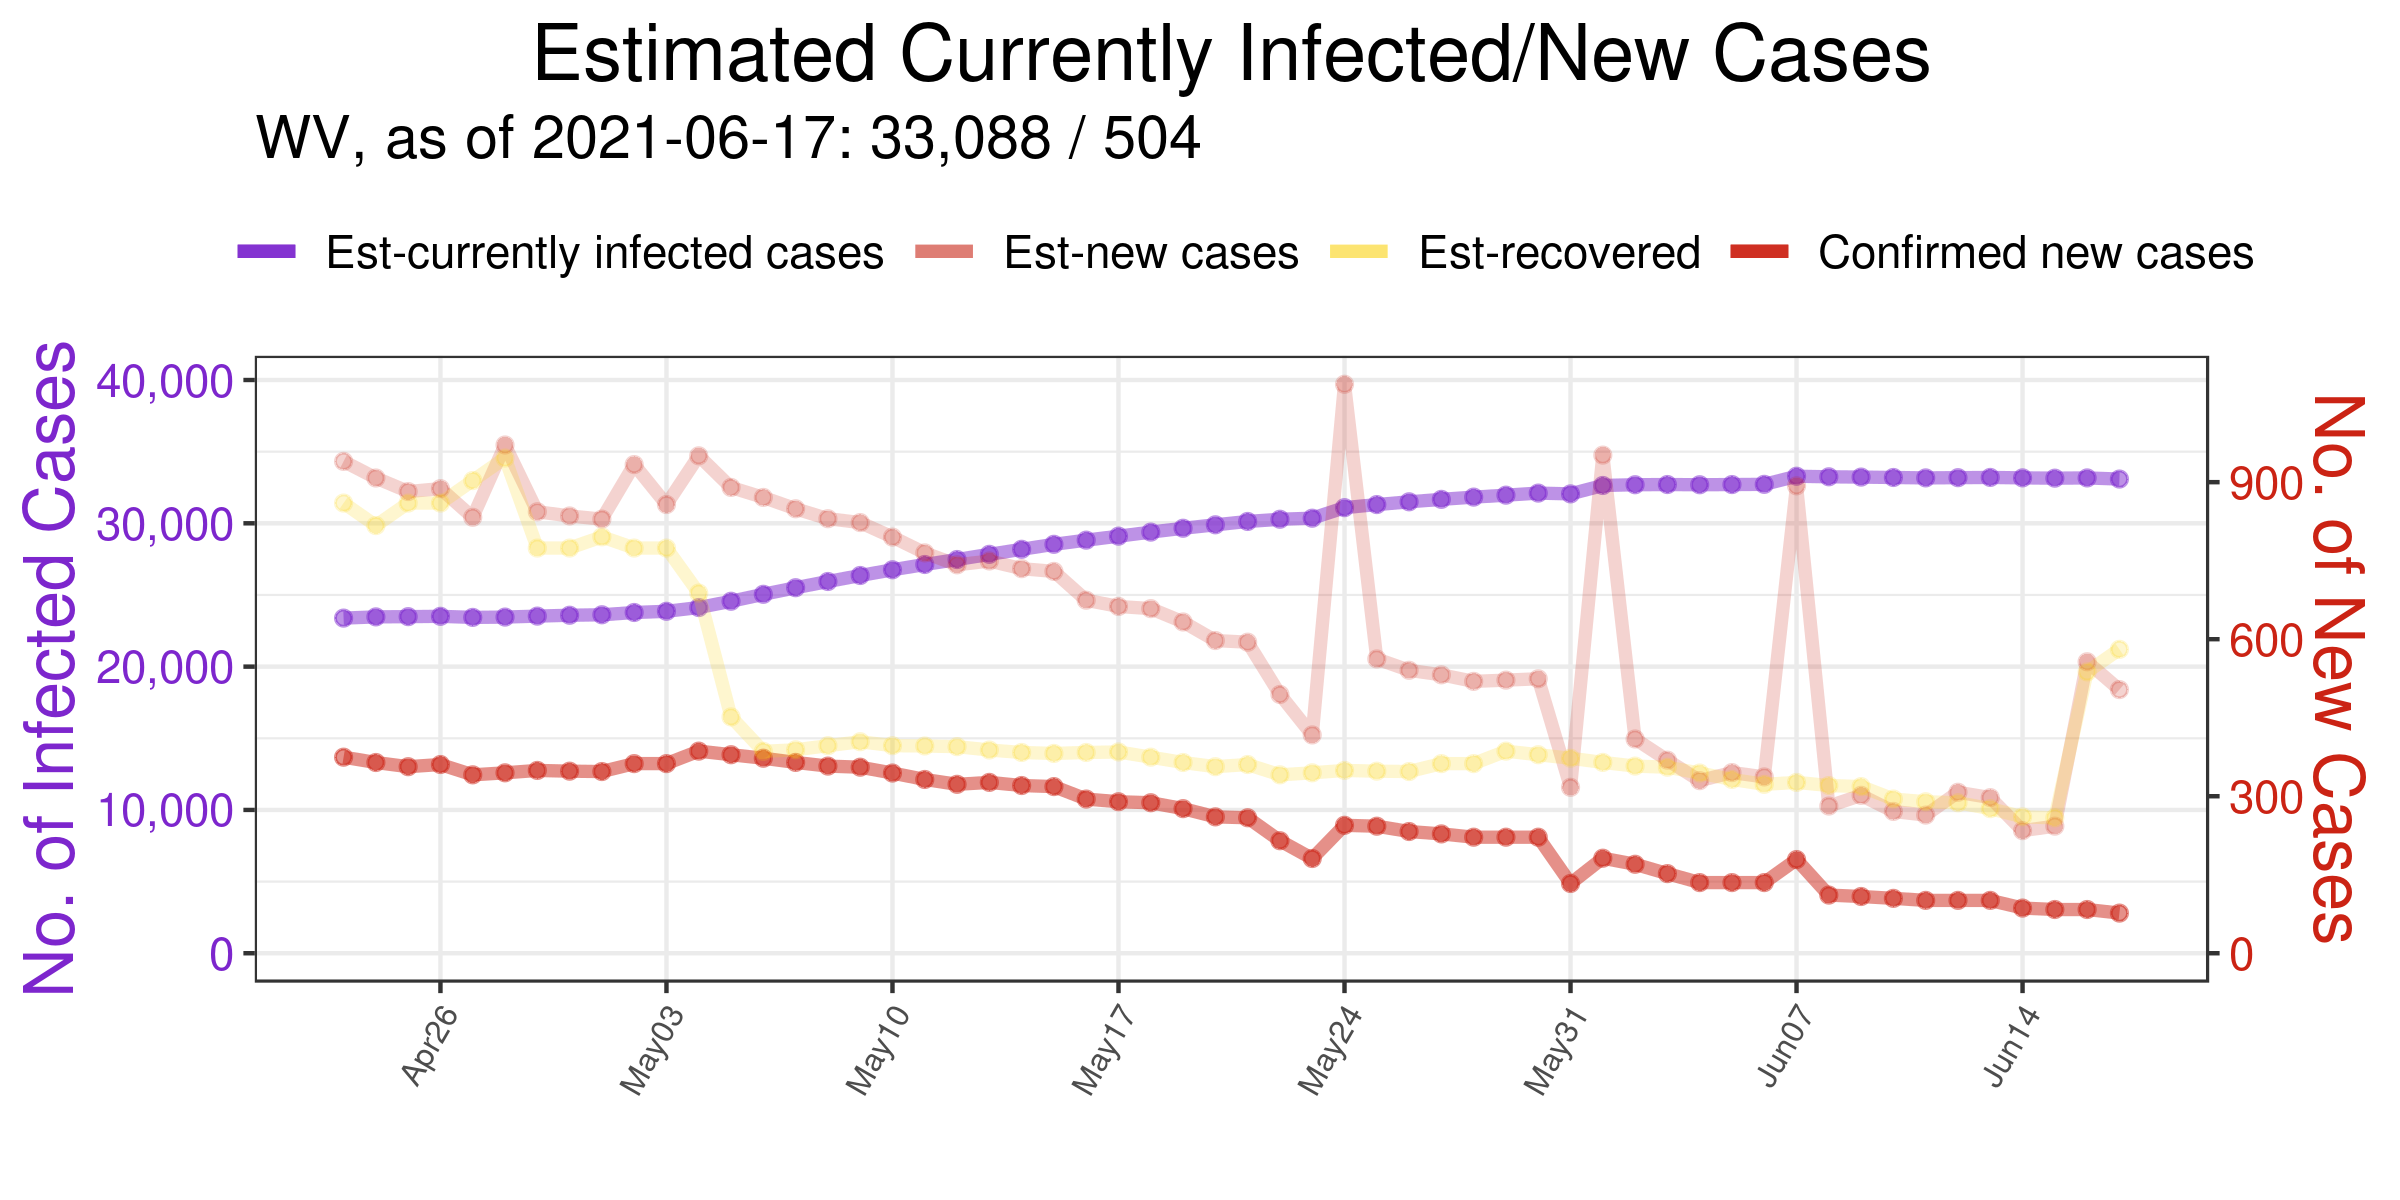 Estimated Currently Infected/New Cases
WV, as of 2021-06-17: 33,088 / 504
Est-currently infected cases Est-new cases Est-recovered Confirmed new cases
No. of Infected Cases
40,000
30,000
20,000
10,000
0
No. of New Cases
900
600
300
0
Apr26 May03 May10 May17 May24 May31 Jun07 Jun14